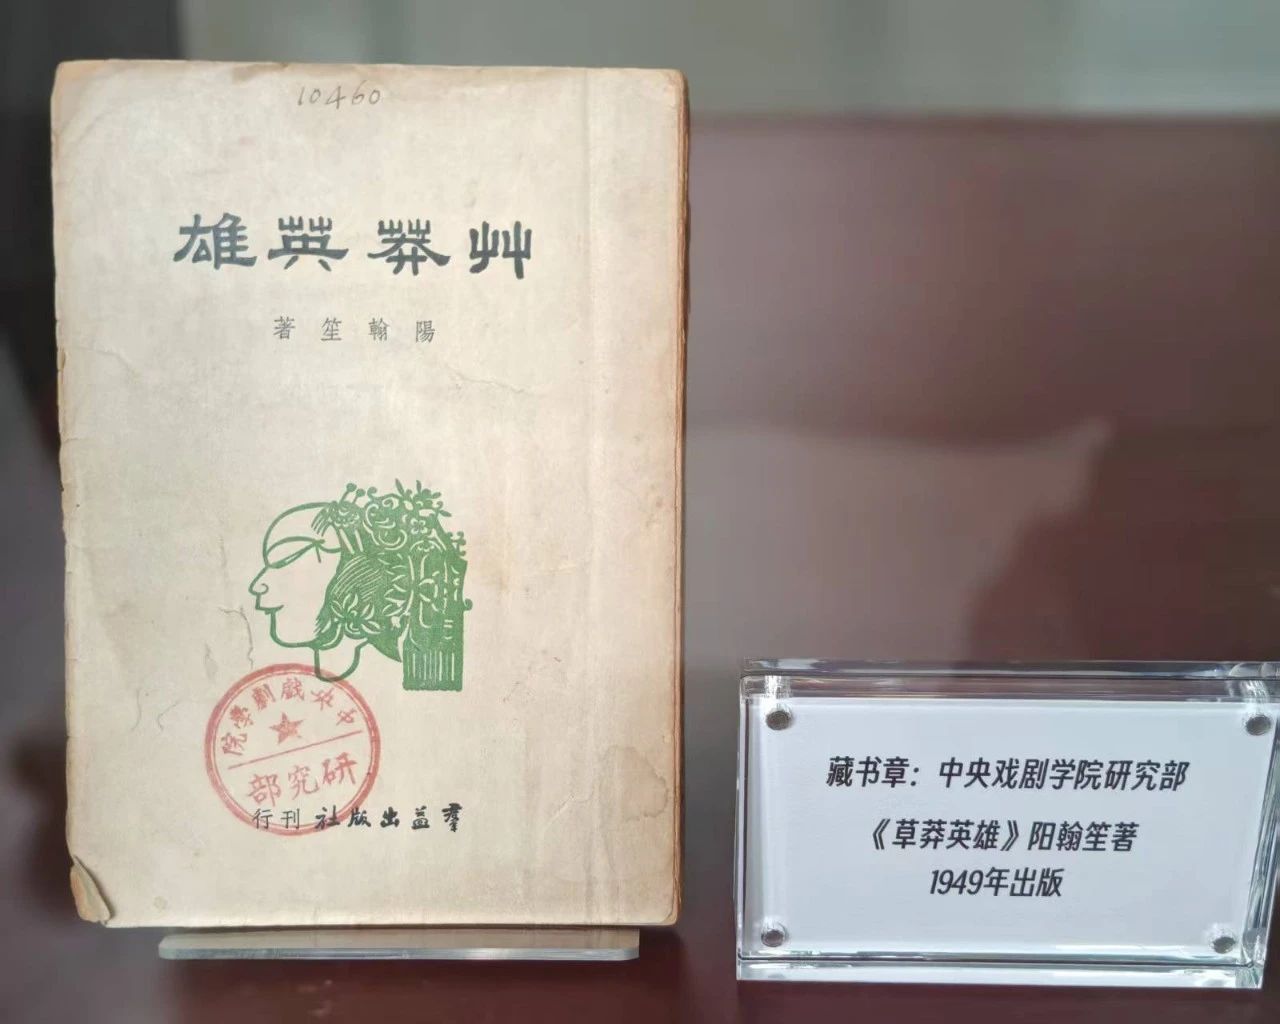 10460
艸莽英雄
陽翰笙著
中央戲劇學院
研究部
羣益出版社刊行
藏书章：中央戏剧学院研究部
《草莽英雄》阳翰笙著
1949年出版